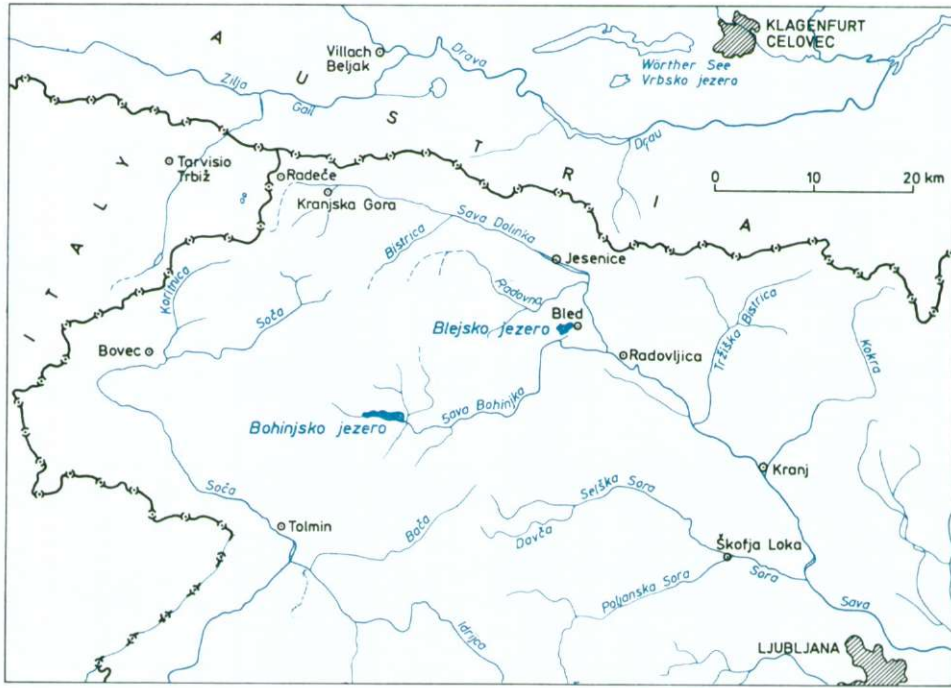 A U S T R I A
I T A L Y
KLAGENFURT
CELOVEC
Villach
Beljak
Drava
Wörther See
Vrbsko jezero
Zilja
Gail
Drau
Tarvisio
Trbiž
Radeče
Kranjska Gora
0 10 20 km
Sava Dolinka
Bistrica
Jesenice
Koritnica
Radovna
Soča
Bled
Blejsko jezero
Tržiška Bistrica
Kokra
Bovec
Radovljica
Sava Bohinjka
Bohinjsko jezero
Kranj
Soča
Selška Sora
Tolmin
Bača
Davča
Škofja Loka
Sora
Poljanska Sora
Sava
Idrijca
LJUBLJANA